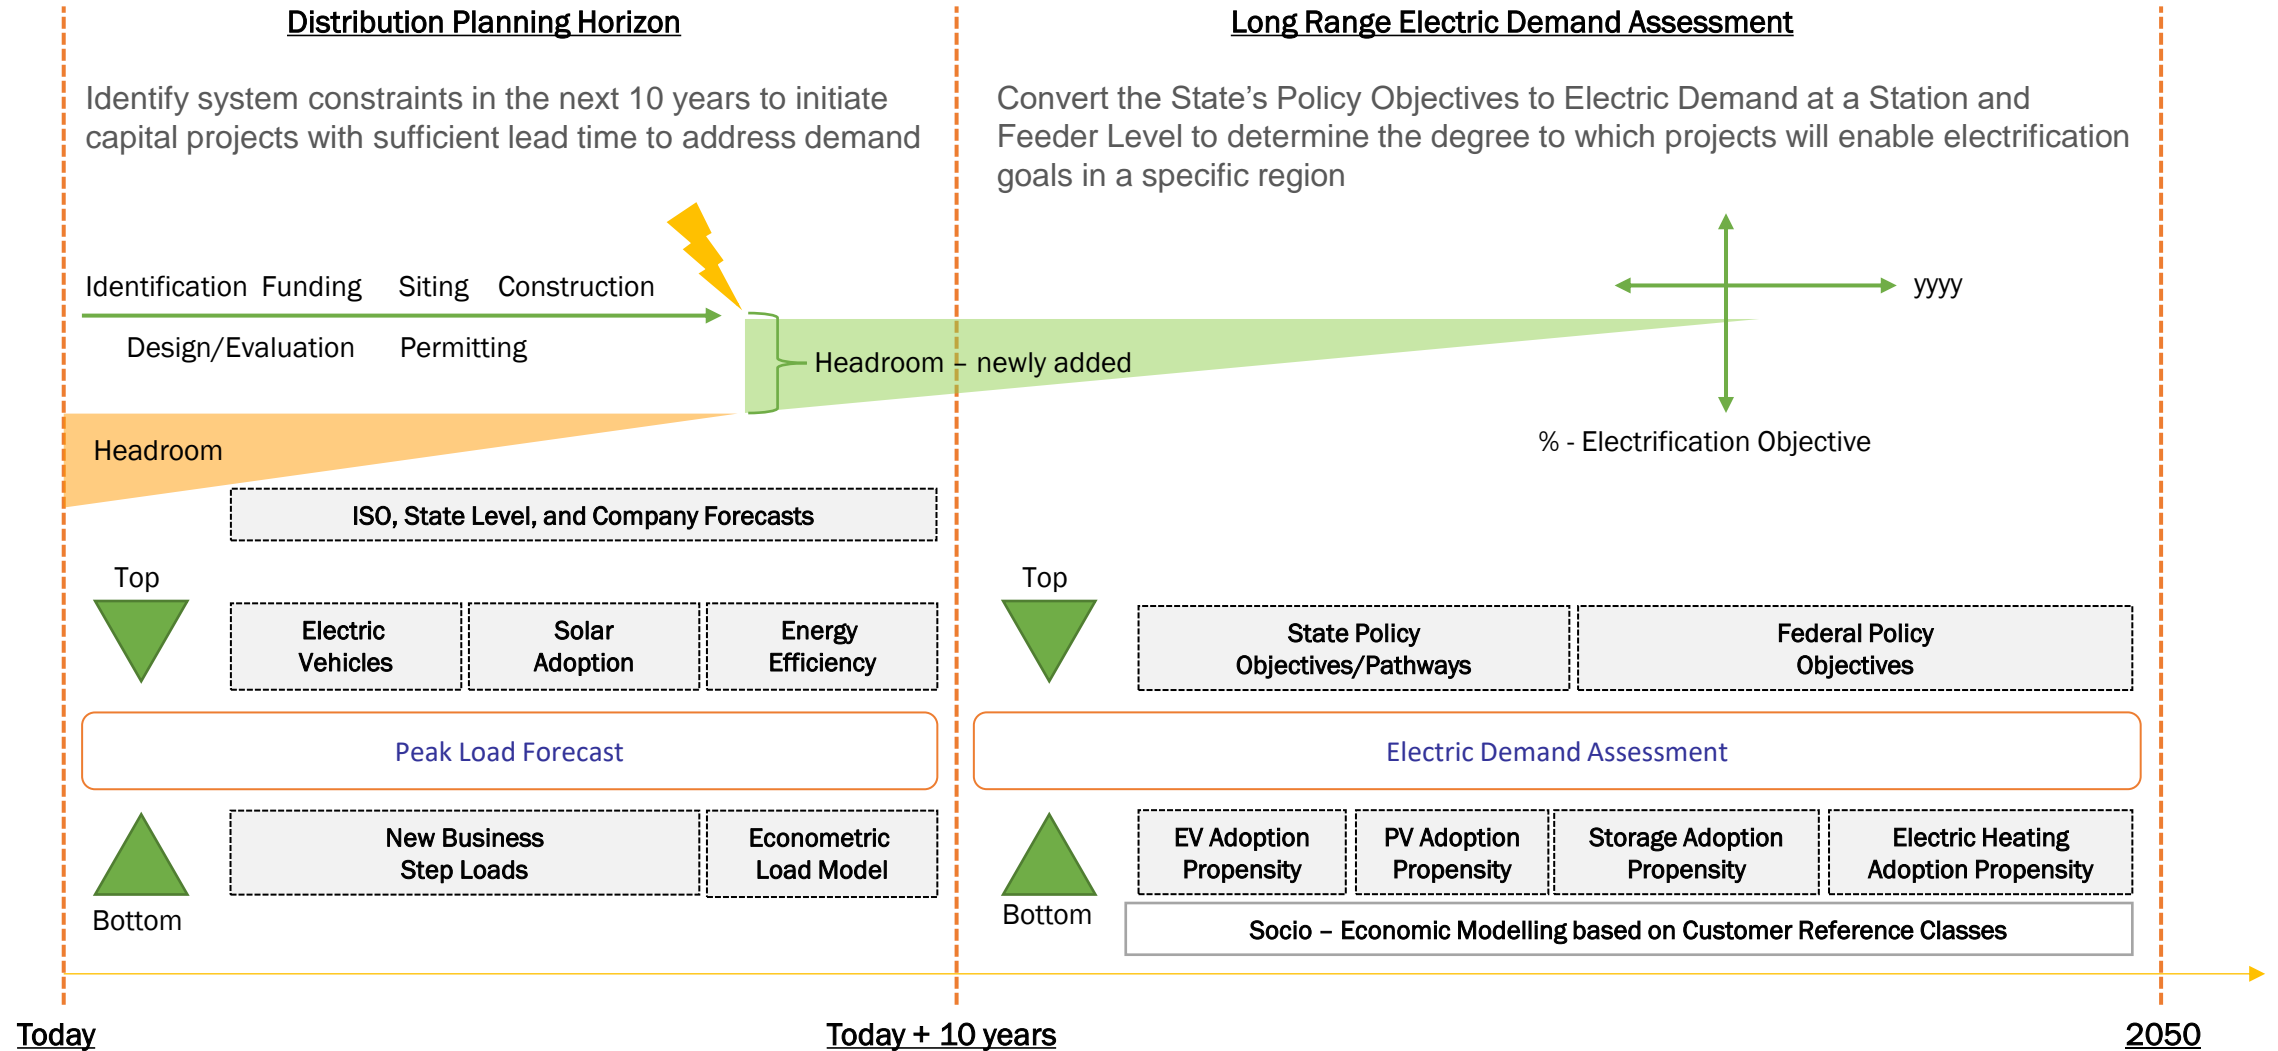 Distribution Planning Horizon
Long Range Electric Demand Assessment
Identify system constraints in the next 10 years to initiate
capital projects with sufficient lead time to address demand
Convert the State's Policy Objectives to Electric Demand at a Station and
Feeder Level to determine the degree to which projects will enable electrification
goals in a specific region
Identification Funding Siting Construction
Design/Evaluation Permitting
yyyy
Headroom – newly added
% - Electrification Objective
Headroom
ISO, State Level, and Company Forecasts
Top
Electric
Vehicles
Solar
Adoption
Energy
Efficiency
Peak Load Forecast
New Business
Step Loads
Econometric
Load Model
Bottom
Top
State Policy
Objectives/Pathways
Federal Policy
Objectives
Electric Demand Assessment
EV Adoption
Propensity
PV Adoption
Propensity
Storage Adoption
Propensity
Electric Heating
Adoption Propensity
Bottom
Socio – Economic Modelling based on Customer Reference Classes
Today
Today + 10 years
2050